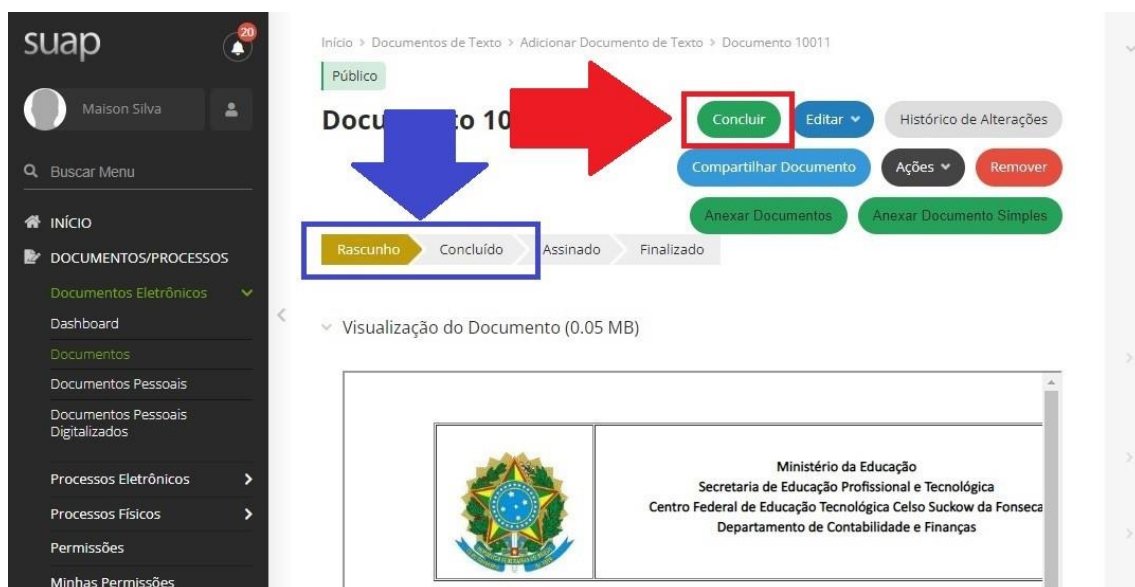 suap
20
Maison Silva
Buscar Menu
INÍCIO
DOCUMENTOS/PROCESSOS
Documentos Eletrônicos
Dashboard
Documentos
Documentos Pessoais
Documentos Pessoais
Digitalizados
Processos Eletrônicos
Processos Físicos
Permissões
Minhas Permissões
Início > Documentos de Texto > Adicionar Documento de Texto > Documento 10011
Público
Concluir
Editar
Histórico de Alterações
Compartilhar Documento
Ações
Remover
Anexar Documentos
Anexar Documento Simples
Rascunho
Concluído
Assinado
Finalizado
Visualização do Documento (0.05 MB)
Ministério da Educação
Secretaria de Educação Profissional e Tecnológica
Centro Federal de Educação Tecnológica Celso Suckow da Fonseca
Departamento de Contabilidade e Finanças